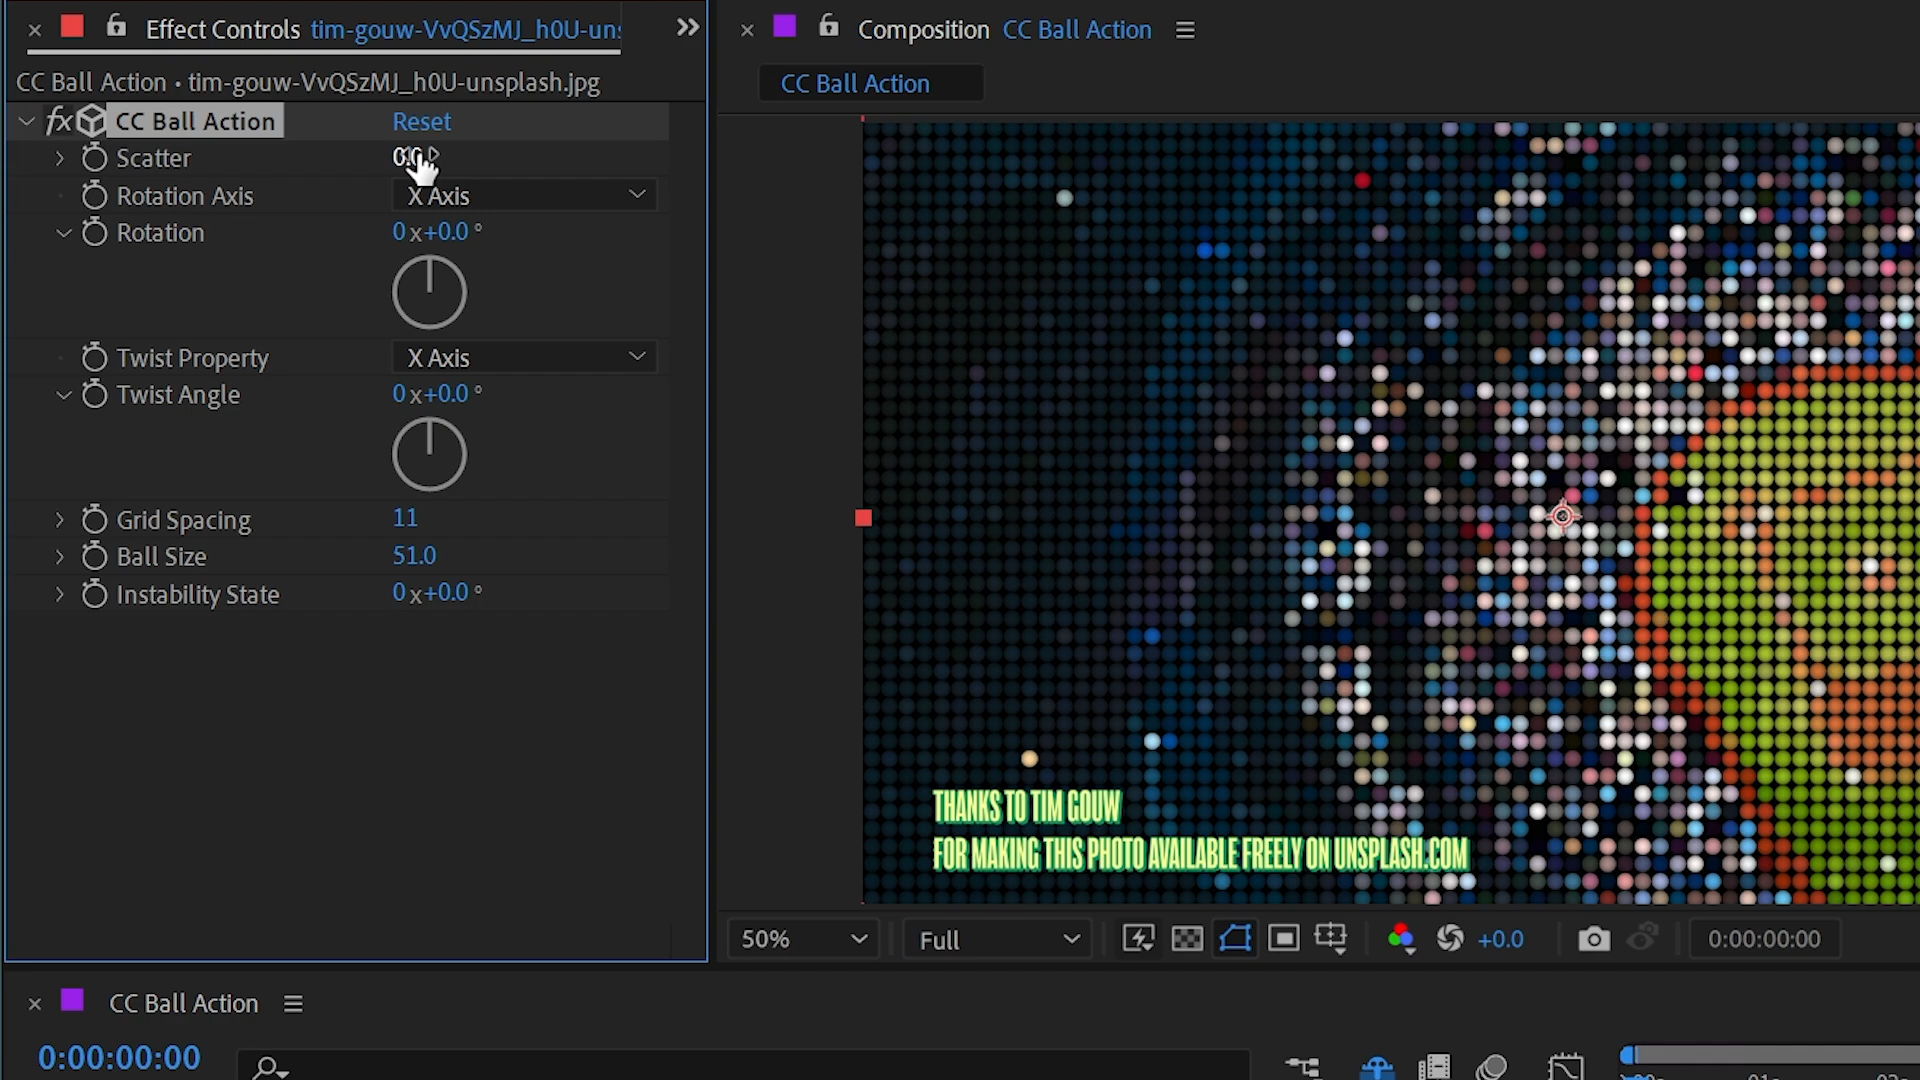 Effect Controls tim-gouw-VvQSzMJ_h0U-uns
CC Ball Action • tim-gouw-VvQSzMJ_h0U-unsplash.jpg
fx CC Ball Action Reset
Scatter
Rotation Axis X Axis
Rotation 0 x+0.0 °
Twist Property X Axis
Twist Angle 0 x+0.0 °
Grid Spacing 11
Ball Size 51.0
Instability State 0 x+0.0 °
Composition CC Ball Action
CC Ball Action
THANKS TO TIM GOUW
FOR MAKING THIS PHOTO AVAILABLE FREELY ON UNSPLASH.COM
50% Full +0.0 0:00:00:00
CC Ball Action
0:00:00:00